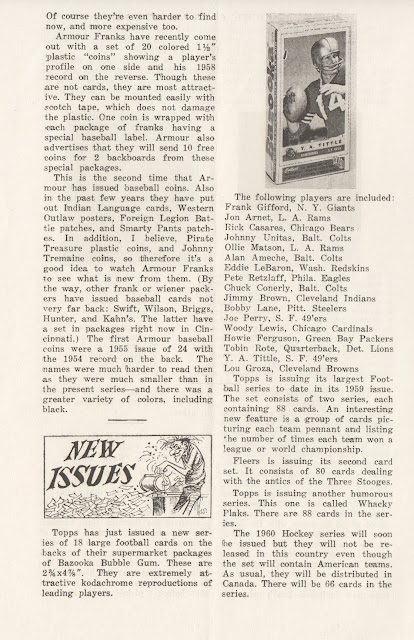 Of course they're even harder to find
now, and more expensive too.
Armour Franks have recently come
out with a set of 20 colored 1½"
plastic "coins" showing a player's
profile on one side and his 1958
record on the reverse. Though these
are not cards, they are most attract-
ive. They can be mounted easily with
scotch tape, which does not damage
the plastic. One coin is wrapped with
each package of franks having a
special baseball label. Armour also
advertises that they will send 10 free
coins for 2 backboards from these
special packages.
This is the second time that Ar-
mour has issued baseball coins. Also
in the past few years they have put
out Indian Language cards, Western
Outlaw posters, Foreign Legion Bat-
tle patches, and Smarty Pants patch-
es. In addition, I believe, Pirate
Treasure plastic coins, and Johnny
Tremaine coins, so therefore it's a
good idea to watch Armour Franks
to see what is new from them. (By
the way, other frank or wiener pack-
ers have issued baseball cards not
very far back: Swift, Wilson, Briggs,
Hunter, and Kahn's. The latter have
a set in packages right now in Cin-
cinnati.) The first Armour baseball
coins were a 1955 issue of 24 with
the 1954 record on the back. The
names were much harder to read then
as they were much smaller than in
the present series—and there was a
greater variety of colors, including
black.
NEW
ISSUES
Topps has just issued a new ser-
ies of 18 large football cards on the
backs of their supermarket packages
of Bazooka Bubble Gum. These are
2¾x4⅞". They are extremely at-
tractive kodachrome reproductions of
leading players.
14
Y. A. TITTLE
The following players are included:
Frank Gifford, N. Y. Giants
Jon Arnet, L. A. Rams
Rick Casares, Chicago Bears
Johnny Unitas, Balt. Colts
Ollie Matson, L. A. Rams
Alan Ameche, Balt. Colts
Eddie LeBaron, Wash. Redskins
Pete Retzlaff, Phila. Eagles
Chuck Conerly, Balt. Colts
Jimmy Brown, Cleveland Indians
Bobby Lane, Pitt. Steelers
Joe Perry, S. F. 49'ers
Woody Lewis, Chicago Cardinals
Howie Ferguson, Green Bay Packers
Tobin Rote, Quarterback, Det. Lions
Y. A. Tittle, S. F. 49'ers
Lou Groza, Cleveland Browns
Topps is issuing its largest Foot-
ball series to date in its 1959 issue.
The set consists of two series, each
containing 88 cards. An interesting
new feature is a group of cards pic-
turing each team pennant and listing
the number of times each team won a
league or world championship.
Fleers is issuing its second card
set. It consists of 80 cards dealing
with the antics of the Three Stooges.
Topps is issuing another humorous
series. This one is called Whacky
Flaks. There are 88 cards in the ser-
ies.
The 1960 Hockey series will soon
be issued but they will not be re-
leased in this country even though
the set will contain American teams.
As usual, they will be distributed in
Canada. There will be 66 cards in the
series.